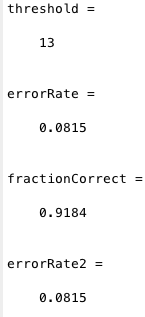 threshold =
13
errorRate =
0.0815
fractionCorrect =
0.9184
errorRate2 =
0.0815